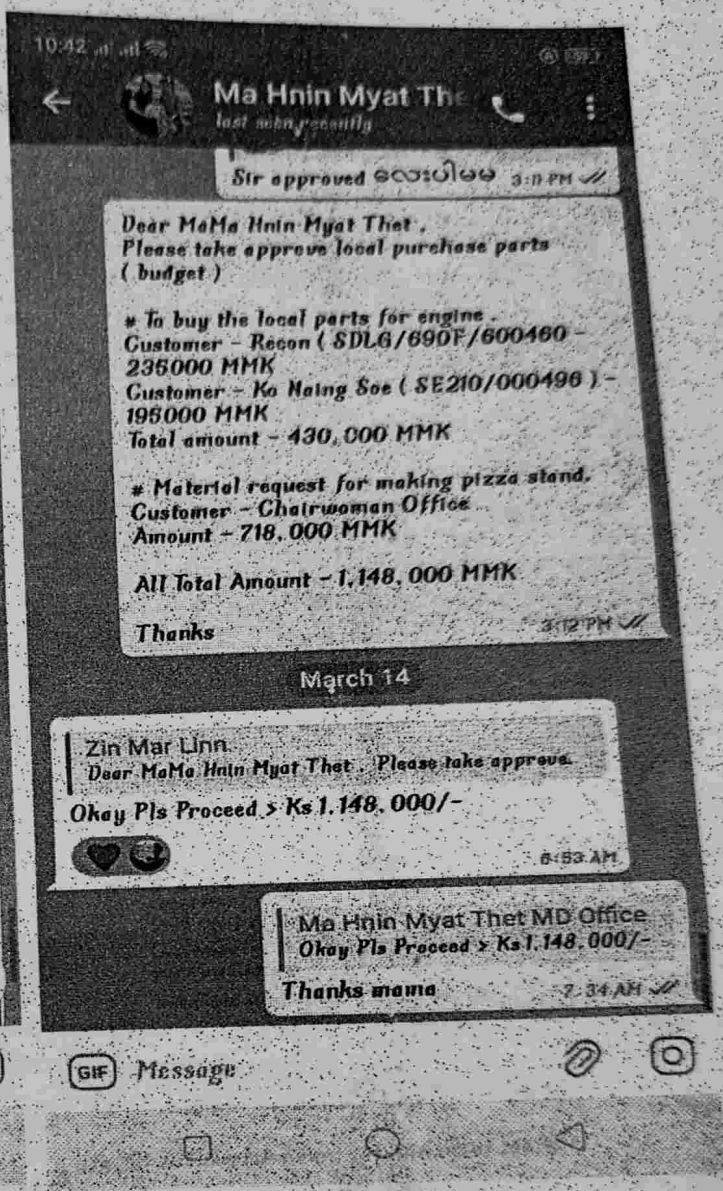 10:42
Ma Hnin Myat The
last seen recently
Sir approved ပေးပါမမ 3:11 PM
Dear MaMa Hnin Myat Thet .
Please take approve local purchase parts
( budget )
# To buy the local parts for engine .
Customer - Recon ( SDLG/690F/600460 -
235000 MMK
Customer - Ko Naing Soe ( SE210/000496 ) -
195000 MMK
Total amount - 430,000 MMK
# Material request for making pizza stand.
Customer - Chairwoman Office
Amount - 718,000 MMK
All Total Amount - 1,148,000 MMK
Thanks
3:12 PM
March 14
Zin Mar Linn
Dear MaMa Hnin Myat Thet . Please take approve.
Okay Pls Proceed > Ks 1,148,000/-
6:53 AM
Ma Hnin Myat Thet MD Office
Okay Pls Proceed > Ks 1,148,000/-
Thanks mama 7:34 AM
GIF Message